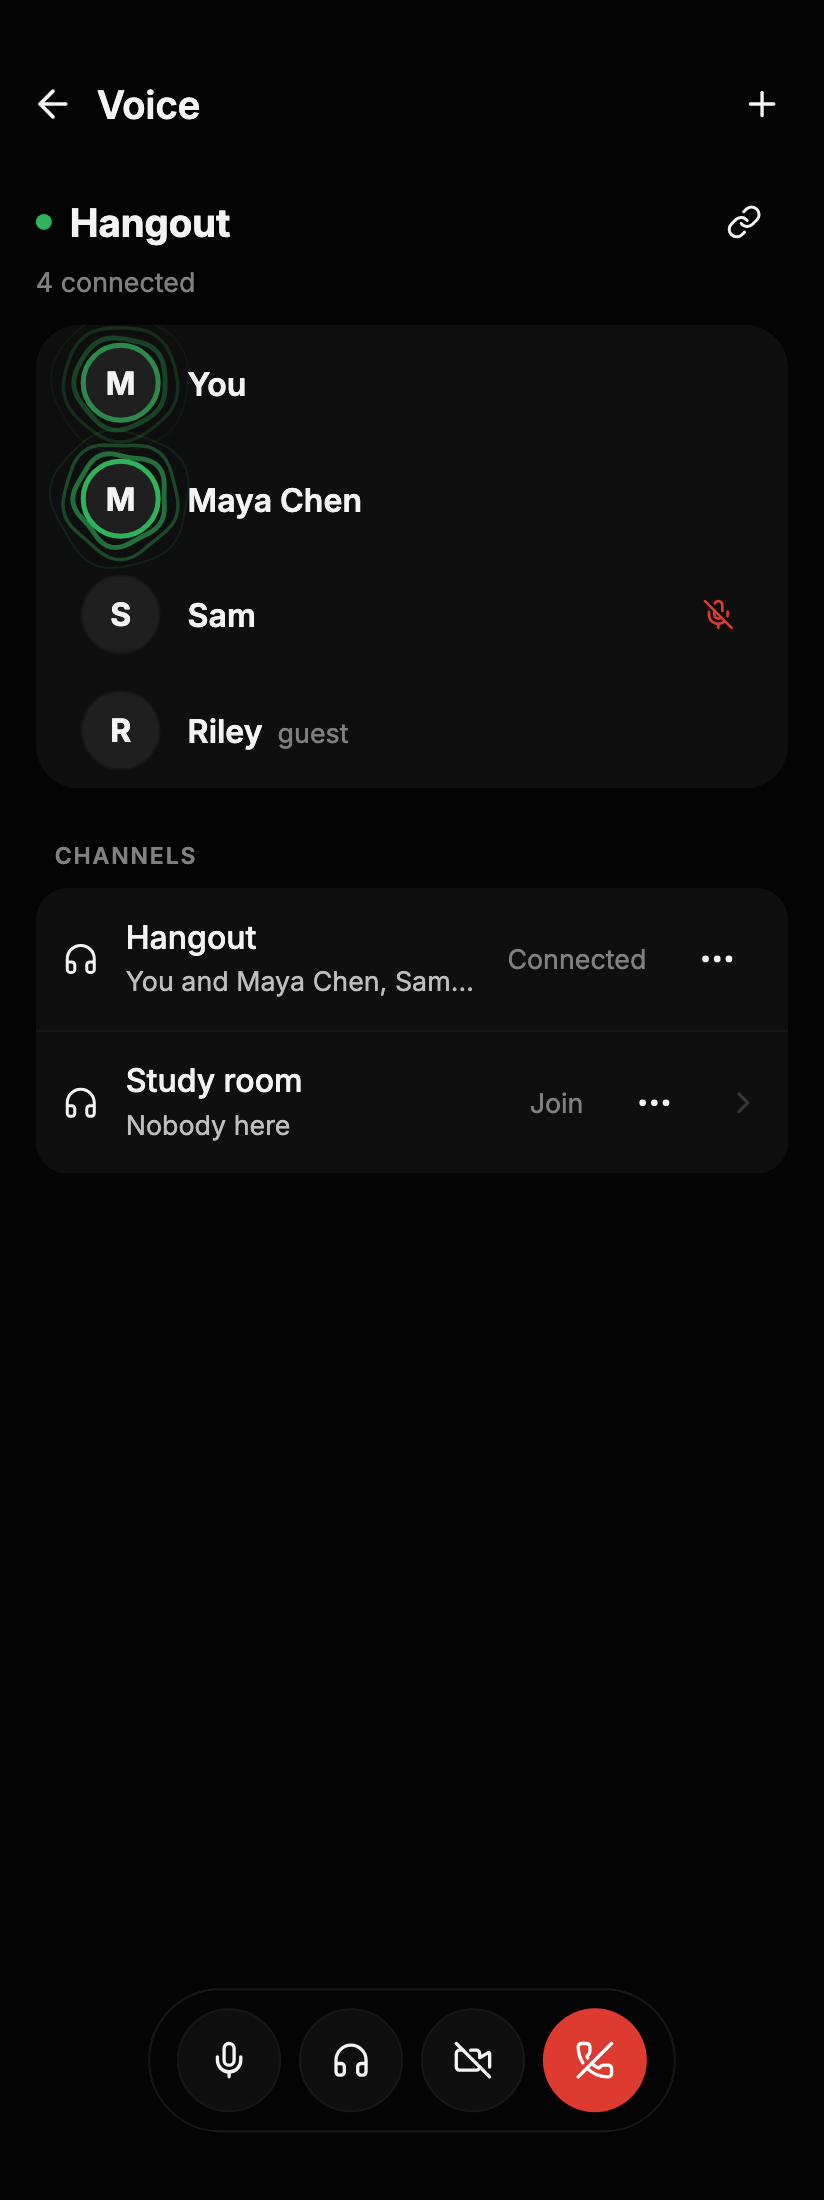 Voice
Hangout
4 connected
M You
M Maya Chen
S Sam
R Riley guest
CHANNELS
Hangout
You and Maya Chen, Sam...
Connected
Study room
Nobody here
Join